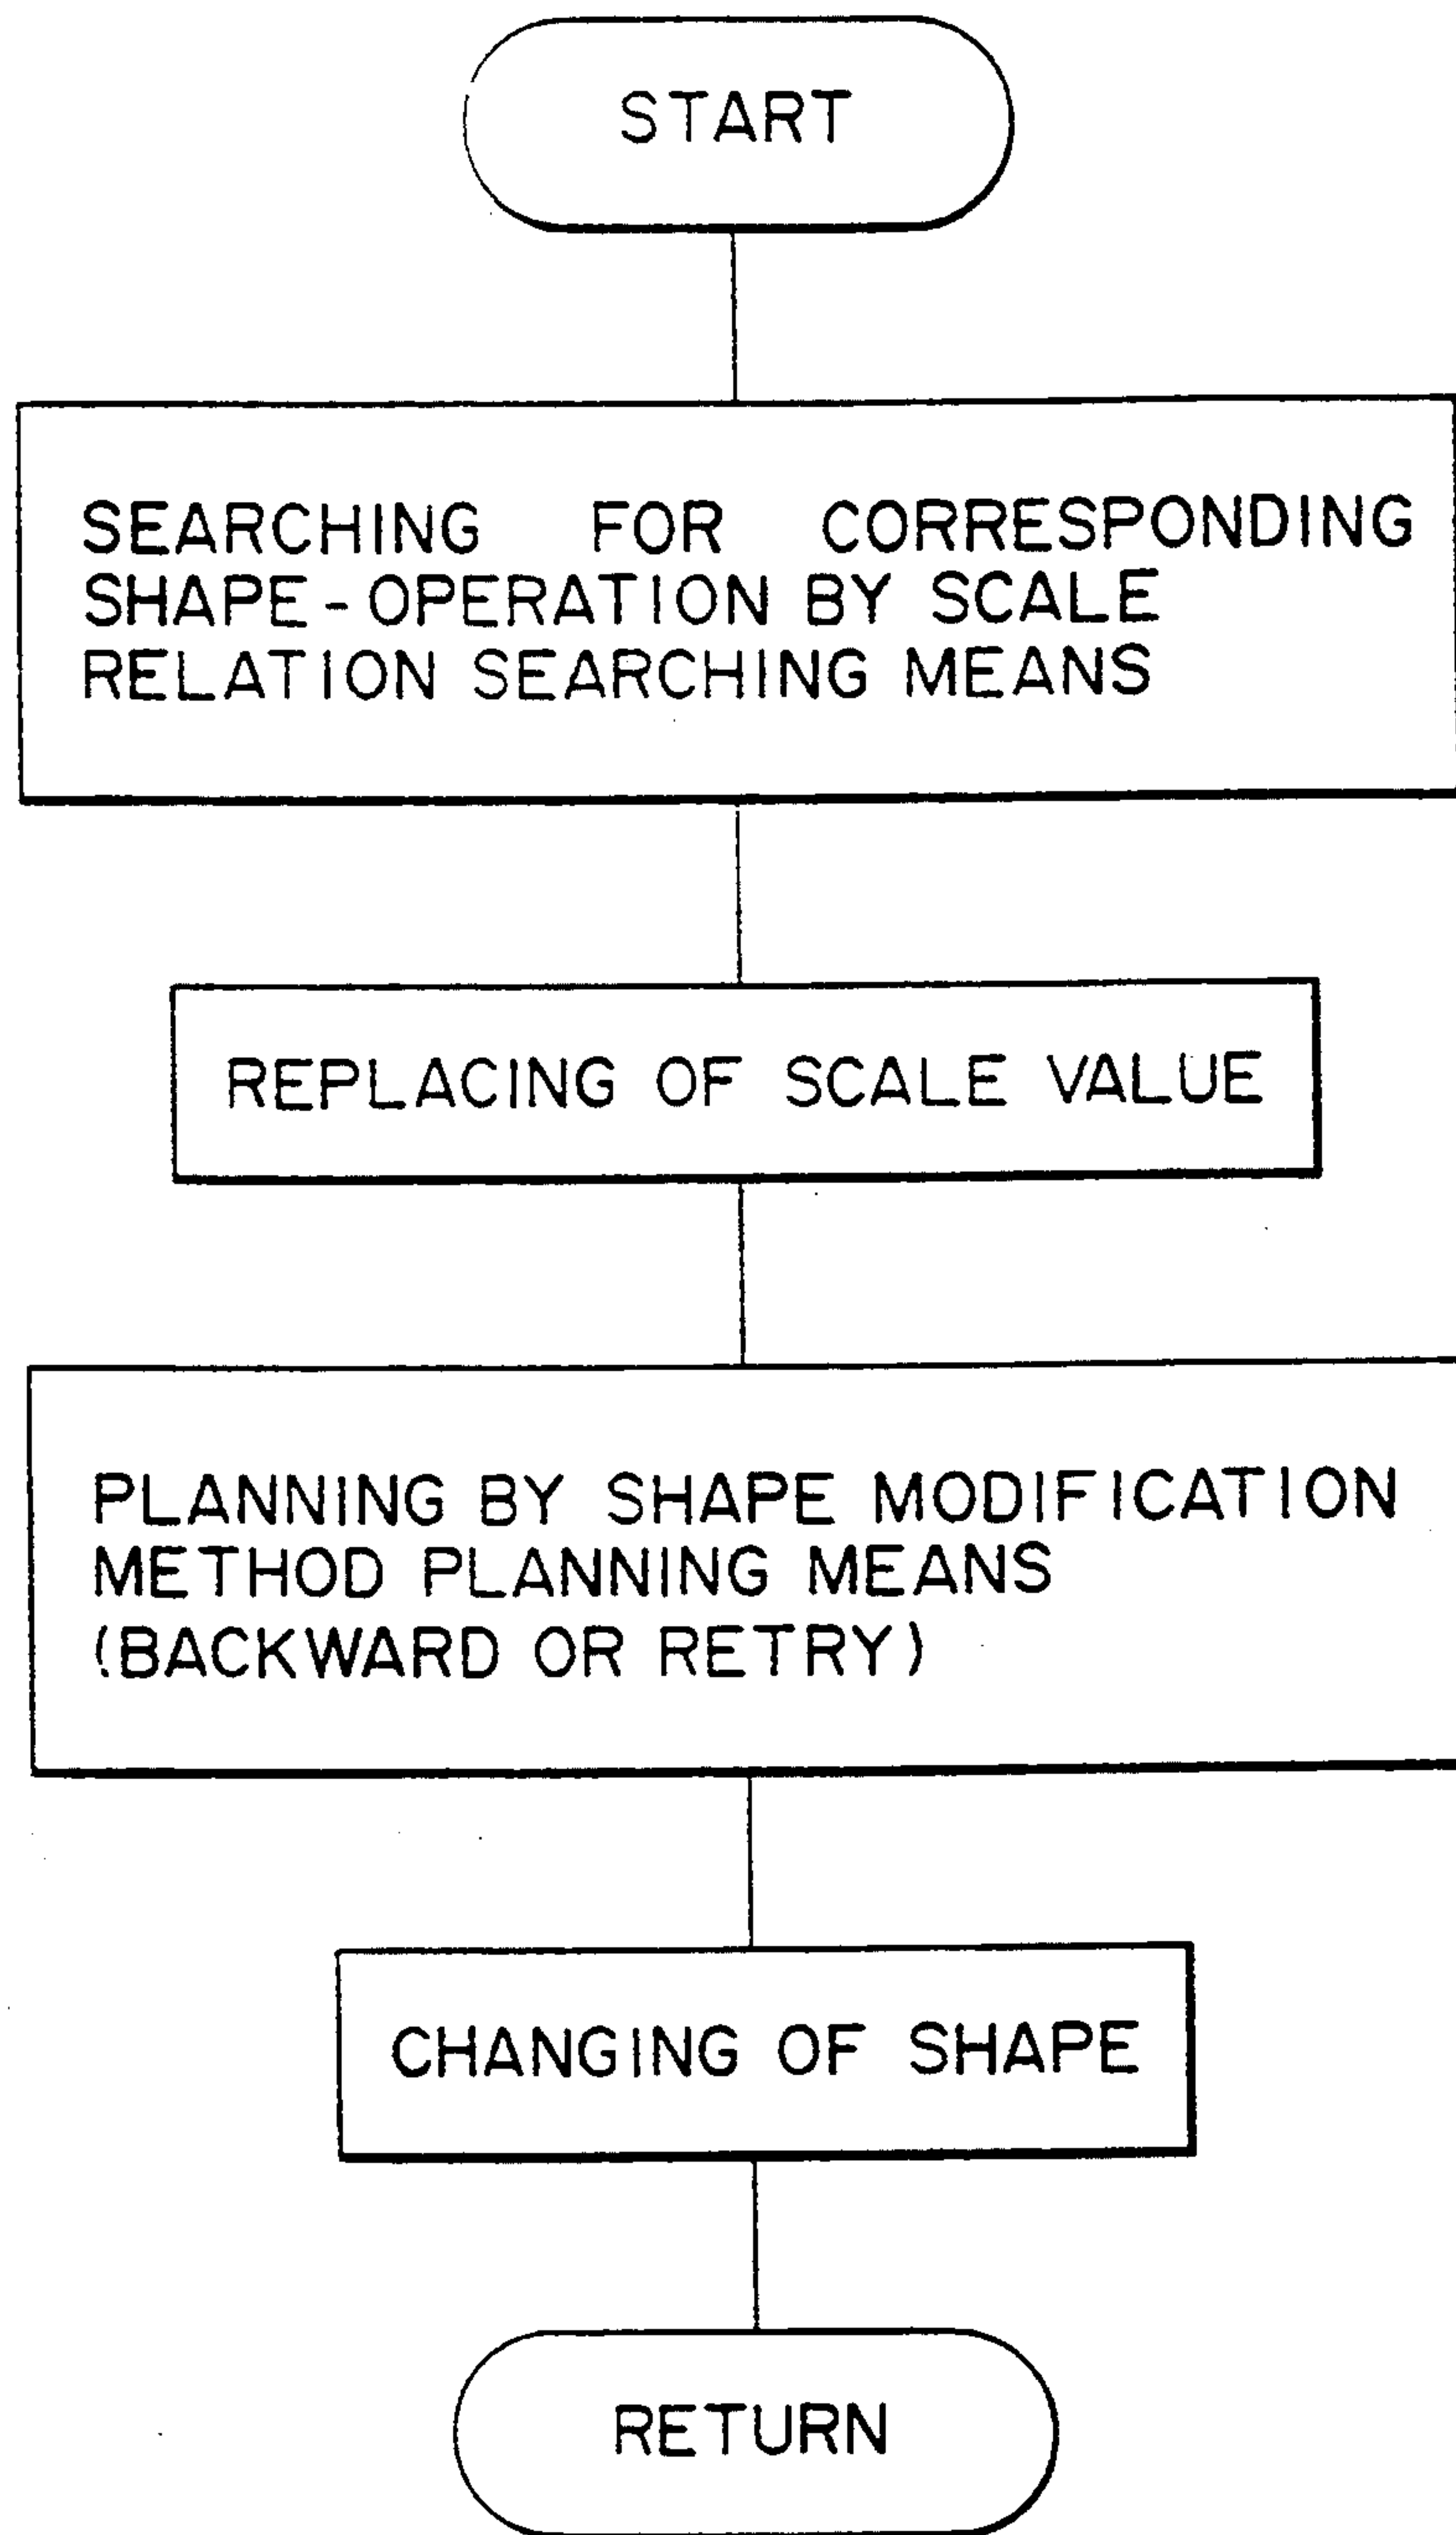 START
SEARCHING FOR CORRESPONDING
SHAPE-OPERATION BY SCALE
RELATION SEARCHING MEANS
REPLACING OF SCALE VALUE
PLANNING BY SHAPE MODIFICATION
METHOD PLANNING MEANS
(BACKWARD OR RETRY)
CHANGING OF SHAPE
RETURN